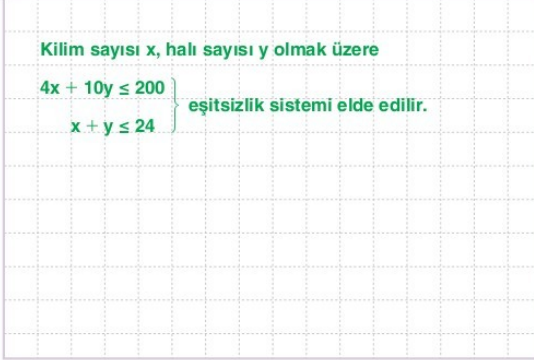 Kilim sayısı x, halı sayısı y olmak üzere
4x + 10y ≤ 200
eşitsizlik sistemi elde edilir.
x + y ≤ 24